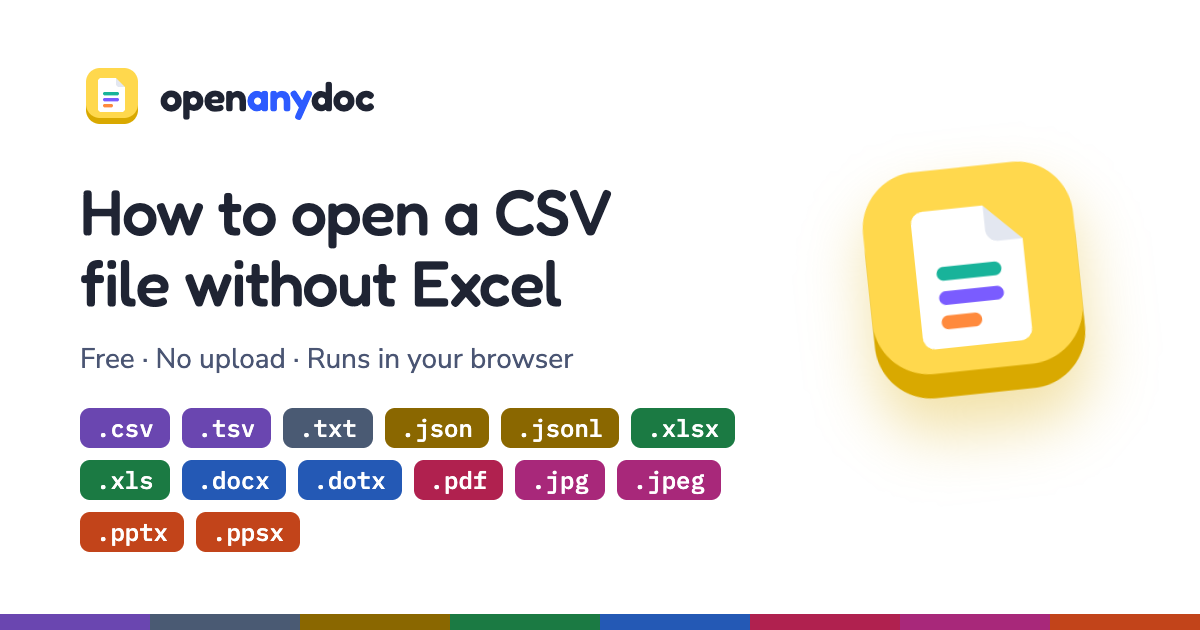 openanydoc
How to open a CSV
file without Excel
Free · No upload · Runs in your browser
.csv .tsv .txt .json .jsonl .xlsx
.xls .docx .dotx .pdf .jpg .jpeg
.pptx .ppsx